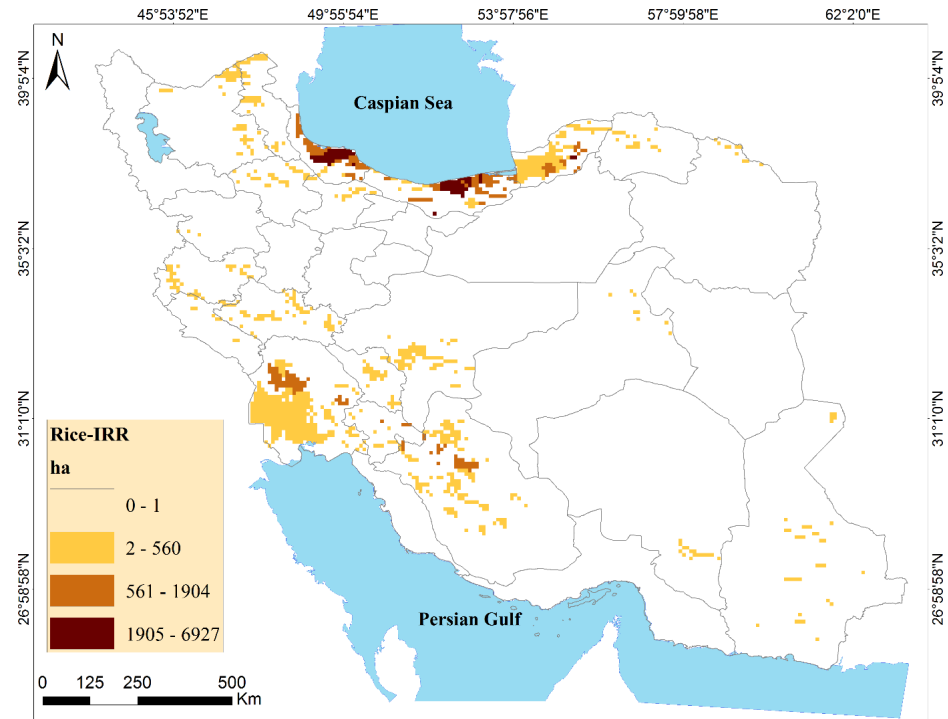 45°53'52"E 49°55'54"E 53°57'56"E 57°59'58"E 62°2'0"E
N
39°5'4"N
39°5'4"N
Caspian Sea
35°3'2"N
35°3'2"N
31°1'0"N
31°1'0"N
Rice-IRR
ha
0 - 1
2 - 560
561 - 1904
1905 - 6927
26°58'58"N
26°58'58"N
Persian Gulf
0 125 250 500
Km